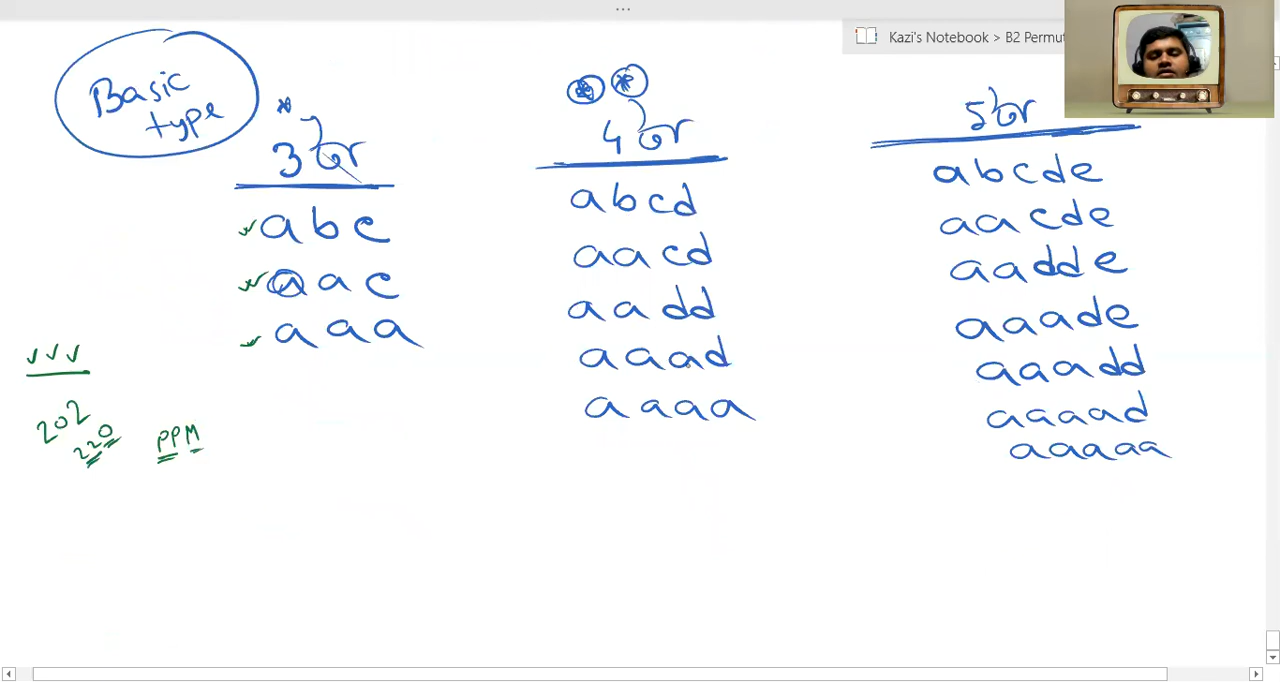 Kazi's Notebook > B2 Permut
Basic
type
*
3 টার
abc
aac
aaa
4 টার
abcd
aacd
aadd
aaad
aaaa
abcde
aacde
aadde
aaade
aaadd
aaaad
aaaaa
✓✓✓
202
220
PPM